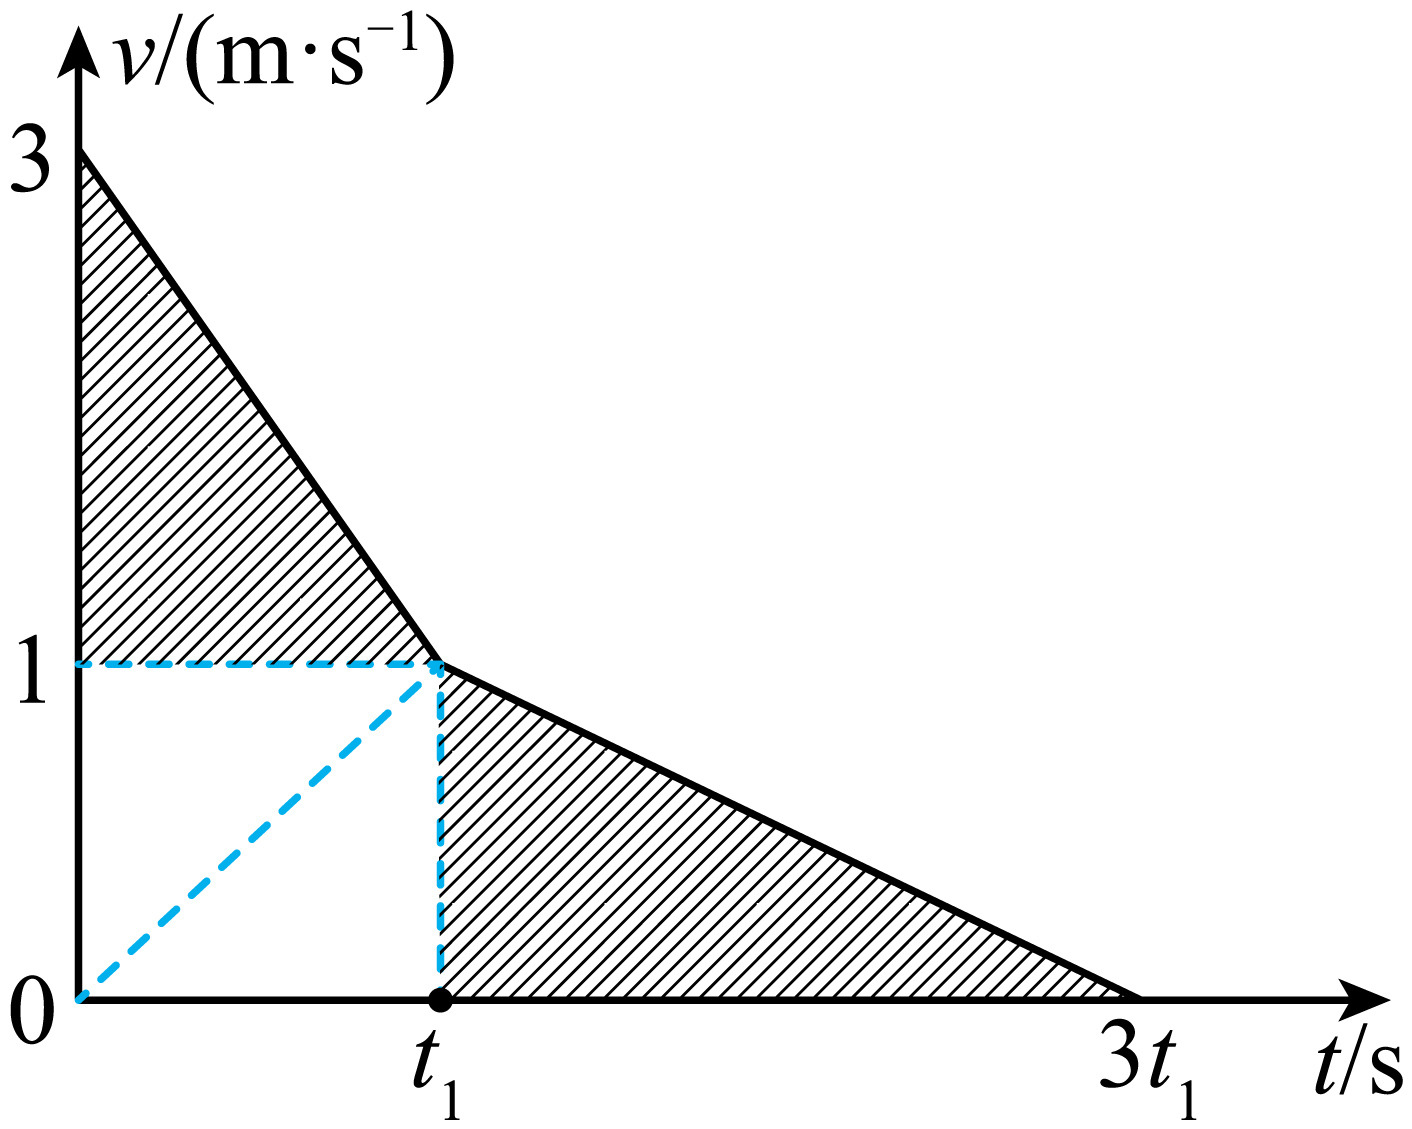 v/(m·s⁻¹)
3
1
0
t₁
3t₁
t/s